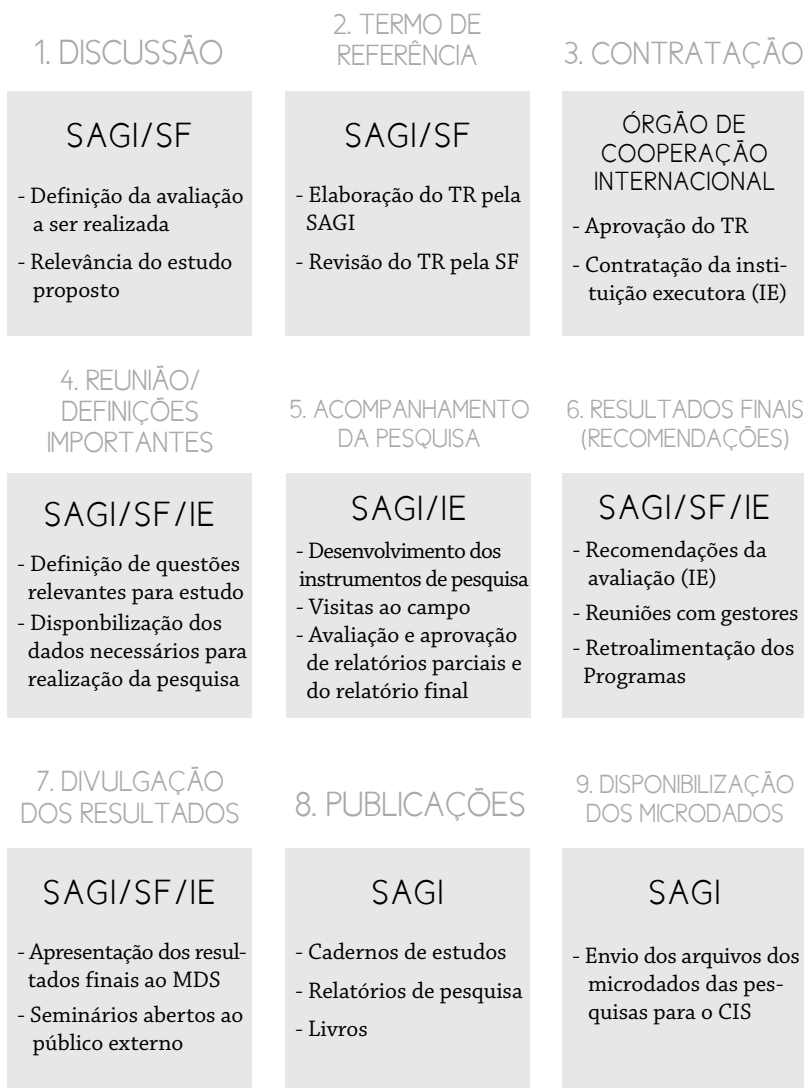 1. DISCUSSÃO
SAGI/SF
- Definição da avaliação
a ser realizada
- Relevância do estudo
proposto
2. TERMO DE
REFERÊNCIA
SAGI/SF
- Elaboração do TR pela
SAGI
- Revisão do TR pela SF
3. CONTRATAÇÃO
ÓRGÃO DE
COOPERAÇÃO
INTERNACIONAL
- Aprovação do TR
- Contratação da insti-
tuição executora (IE)
4. REUNIÃO/
DEFINIÇÕES
IMPORTANTES
SAGI/SF/IE
- Definição de questões
relevantes para estudo
- Disponbilização dos
dados necessários para
realização da pesquisa
5. ACOMPANHAMENTO
DA PESQUISA
SAGI/IE
- Desenvolvimento dos
instrumentos de pesquisa
- Visitas ao campo
- Avaliação e aprovação
de relatórios parciais e
do relatório final
6. RESULTADOS FINAIS
(RECOMENDAÇÕES)
SAGI/SF/IE
- Recomendações da
avaliação (IE)
- Reuniões com gestores
- Retroalimentação dos
Programas
7. DIVULGAÇÃO
DOS RESULTADOS
SAGI/SF/IE
- Apresentação dos resul-
tados finais ao MDS
- Seminários abertos ao
público externo
8. PUBLICAÇÕES
SAGI
- Cadernos de estudos
- Relatórios de pesquisa
- Livros
9. DISPONIBILIZAÇÃO
DOS MICRODADOS
SAGI
- Envio dos arquivos dos
microdados das pes-
quisas para o CIS